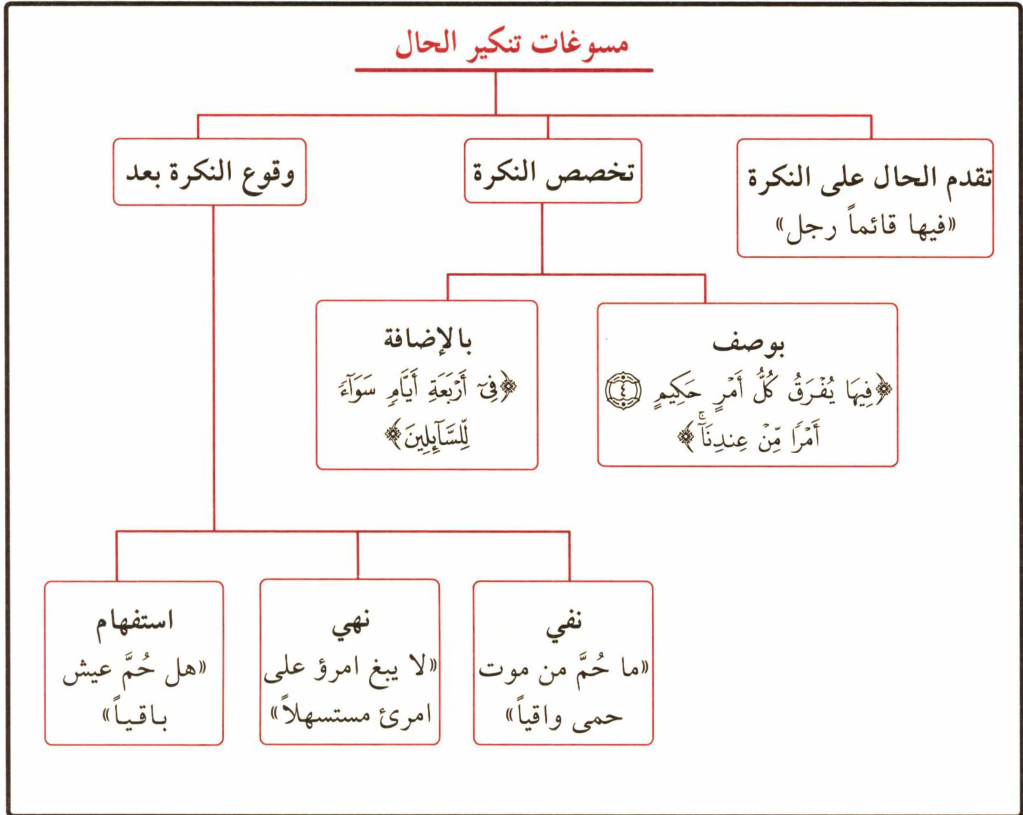 مسوغات تنكير الحال
تقدم الحال على النكرة
«فيها قائماً رجل»
تخصص النكرة
وقوع النكرة بعد
بوصف
﴿فِيهَا يُفۡرَقُ كُلُّ أَمۡرٍ حَكِيمٍ ٤
أَمۡرٗا مِّنۡ عِندِنَآۚ﴾
بالإضافة
﴿فِيٓ أَرۡبَعَةِ أَيَّامٖ سَوَآءٗ
لِّلسَّآئِلِينَ﴾
نفي
«ما حُمَّ من موت
حمى واقياً»
نهي
«لا يبغ امرؤ على
امرئ مستسهلاً»
استفهام
«هل حُمَّ عيش
باقياً»